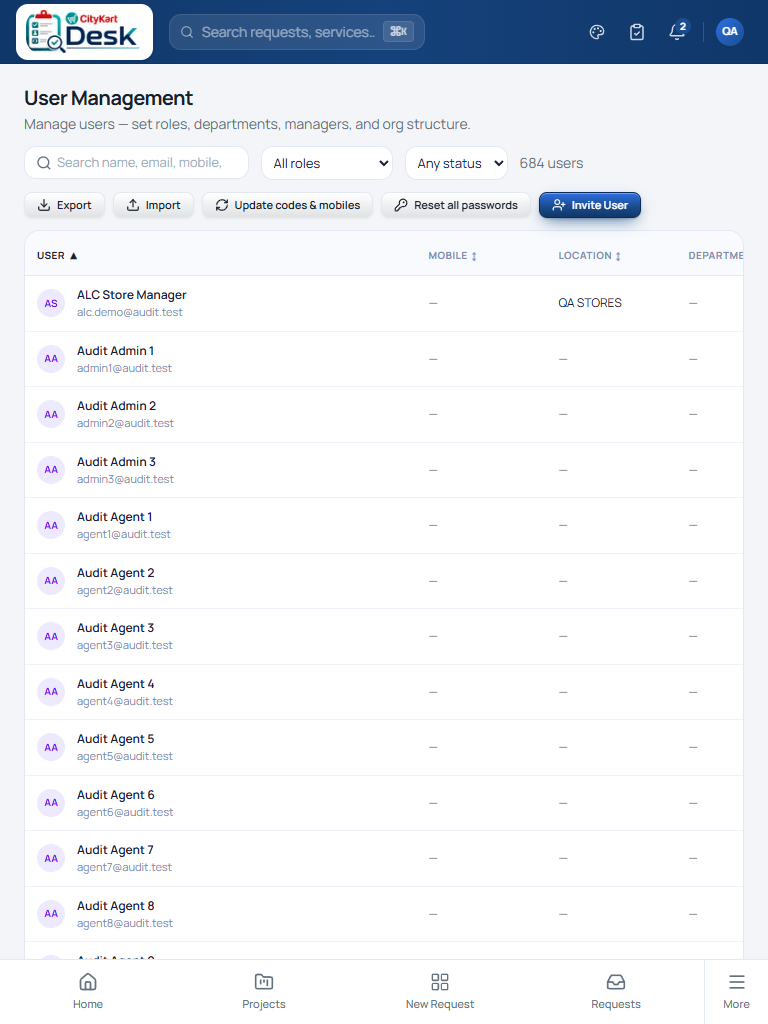 CityKart
Desk
Search requests, services.. ⌘K
2
QA
User Management
Manage users — set roles, departments, managers, and org structure.
Search name, email, mobile,
All roles
Any status
684 users
Export
Import
Update codes & mobiles
Reset all passwords
Invite User
USER ▲ MOBILE ↕ LOCATION ↕ DEPARTME
AS ALC Store Manager — QA STORES —
alc.demo@audit.test
AA Audit Admin 1 — — —
admin1@audit.test
AA Audit Admin 2 — — —
admin2@audit.test
AA Audit Admin 3 — — —
admin3@audit.test
AA Audit Agent 1 — — —
agent1@audit.test
AA Audit Agent 2 — — —
agent2@audit.test
AA Audit Agent 3 — — —
agent3@audit.test
AA Audit Agent 4 — — —
agent4@audit.test
AA Audit Agent 5 — — —
agent5@audit.test
AA Audit Agent 6 — — —
agent6@audit.test
AA Audit Agent 7 — — —
agent7@audit.test
AA Audit Agent 8 — — —
agent8@audit.test
Home
Projects
New Request
Requests
More